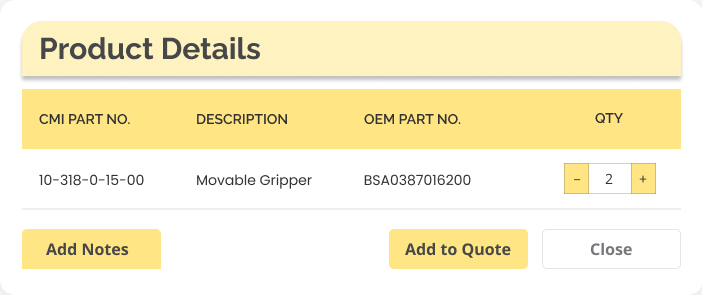 Product Details
CMI PART NO. DESCRIPTION OEM PART NO. QTY
10-318-0-15-00 Movable Gripper BSA0387016200 – 2 +
Add Notes Add to Quote Close